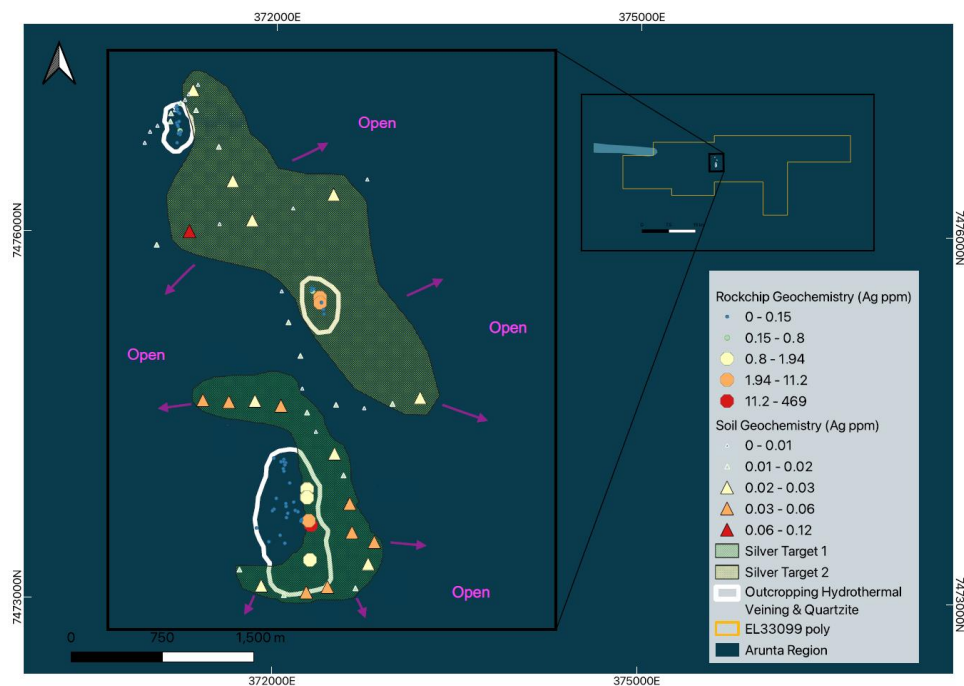 372000E
375000E
7476000N
7476000N
Open
Open
Open
Open
Rockchip Geochemistry (Ag ppm)
0 - 0.15
0.15 - 0.8
0.8 - 1.94
1.94 - 11.2
11.2 - 469
Soil Geochemistry (Ag ppm)
0 - 0.01
0.01 - 0.02
0.02 - 0.03
0.03 - 0.06
0.06 - 0.12
Silver Target 1
Silver Target 2
Outcropping Hydrothermal
Veining & Quartzite
EL33099 poly
Arunta Region
7473000N
7473000N
0 750 1,500 m
372000E
375000E